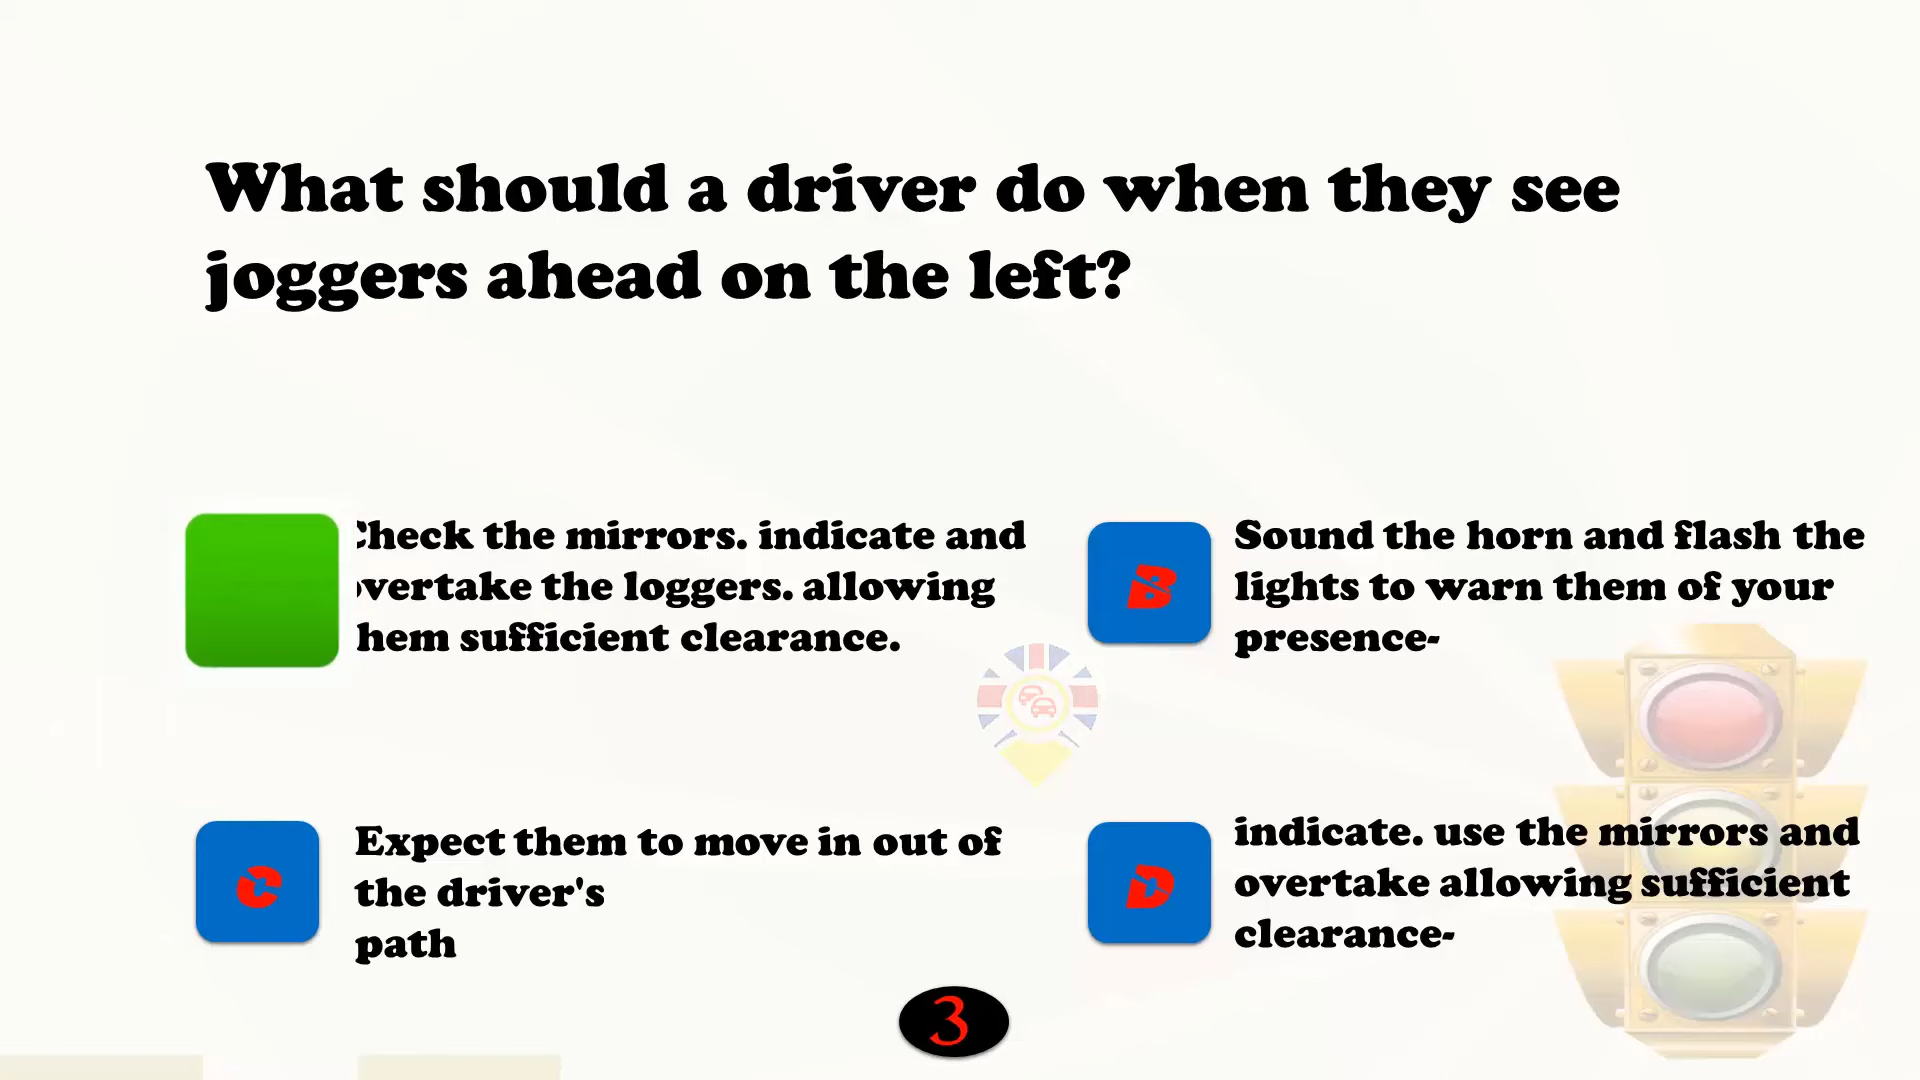 What should a driver do when they see
joggers ahead on the left?
Check the mirrors. indicate and
overtake the loggers. allowing
hem sufficient clearance.
B
Sound the horn and flash the
lights to warn them of your
presence-
C
Expect them to move in out of
the driver's
path
D
indicate. use the mirrors and
overtake allowing sufficient
clearance-
3